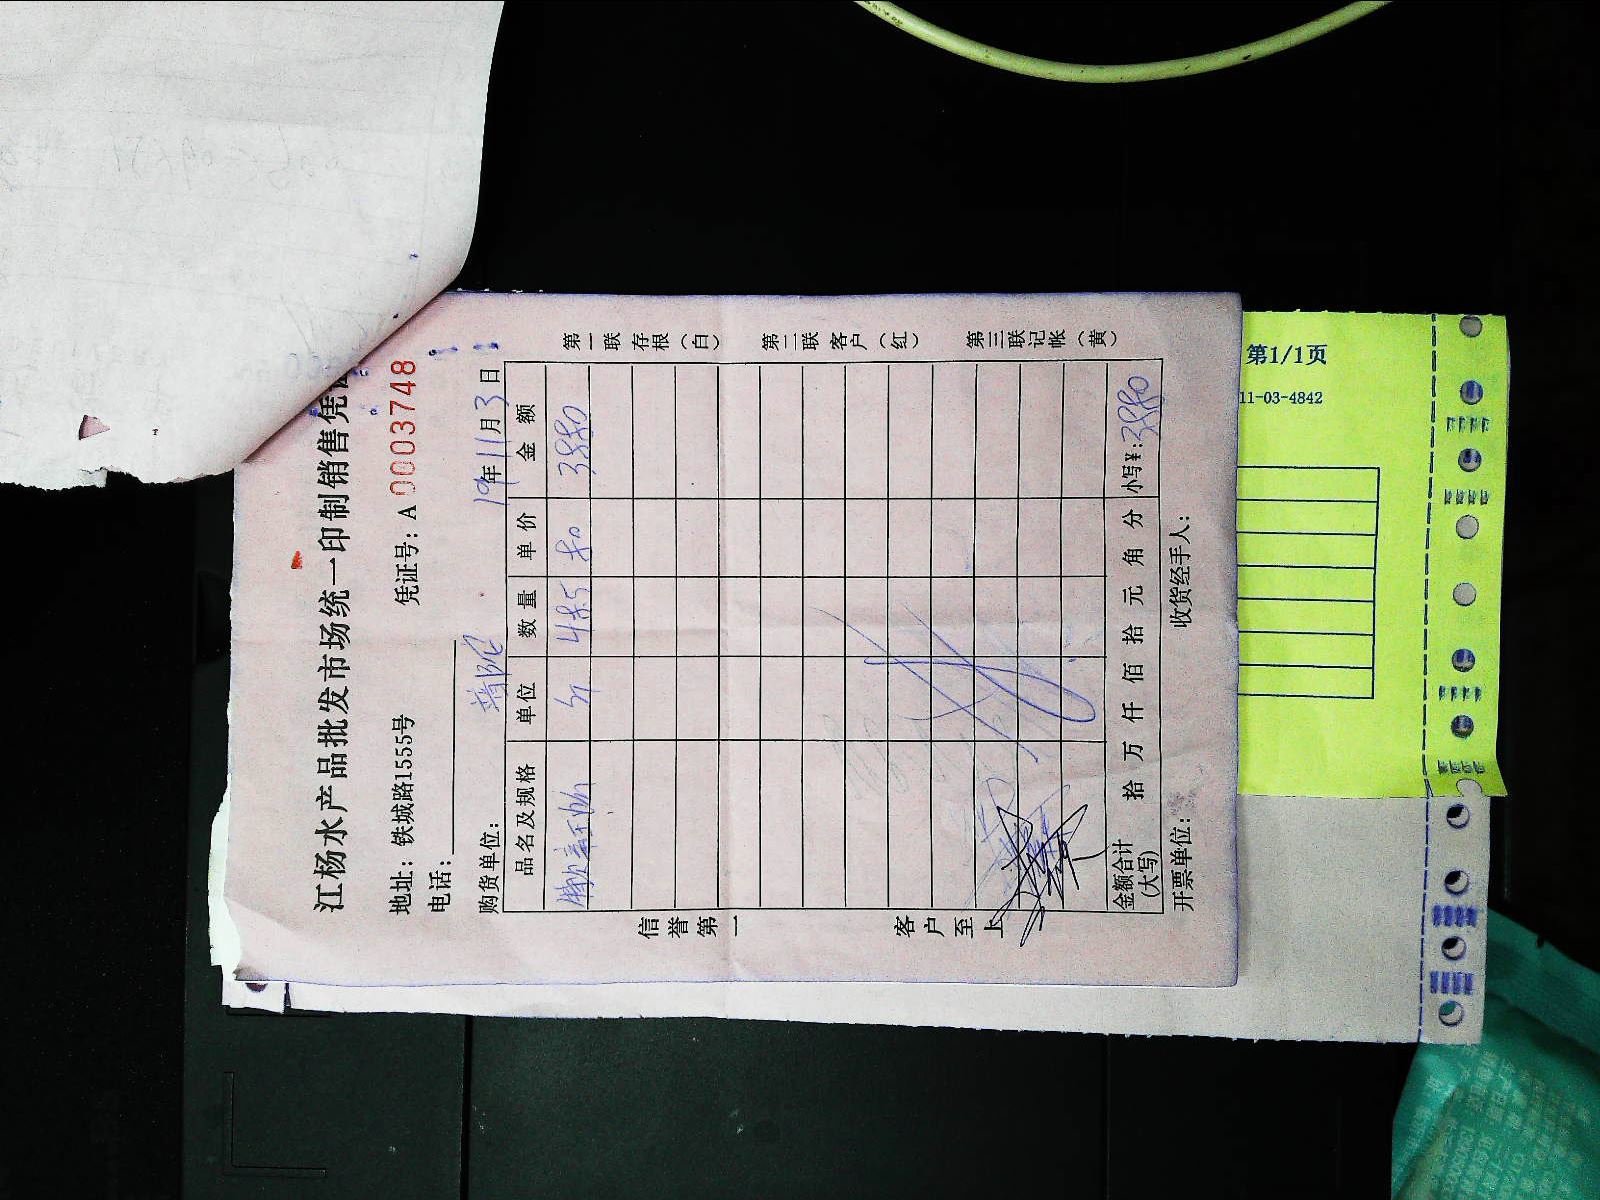 江杨水产品批发市场统一印制销售凭
地址：铁城路1555号 凭证号：A 0003748
电话：
购货单位： 19年11月3日
品名及规格 单位 数量 单价 金额
斤 48.5 80 3880
金额合计(大写) 拾 万 仟 佰 拾 元 角 分 小写¥：3880
开票单位： 收货经手人：
信誉第一 客户至上
第一联存根（白） 第二联客户（红） 第三联记帐（黄）
第1/1页
11-03-4842